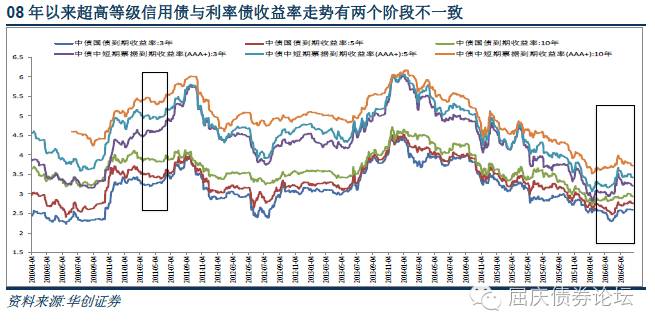 08 年以来超高等级信用债与利率债收益率走势有两个阶段不一致
中债国债到期收益率:3年
中债国债到期收益率:5年
中债国债到期收益率:10年
中债中短期票据到期收益率(AAA+):3年
中债中短期票据到期收益率(AAA+):5年
中债中短期票据到期收益率(AAA+):10年
6.5
6
5.5
5
4.5
4
3.5
3
2.5
2
1.5
资料来源:华创证券
屈庆债券论坛